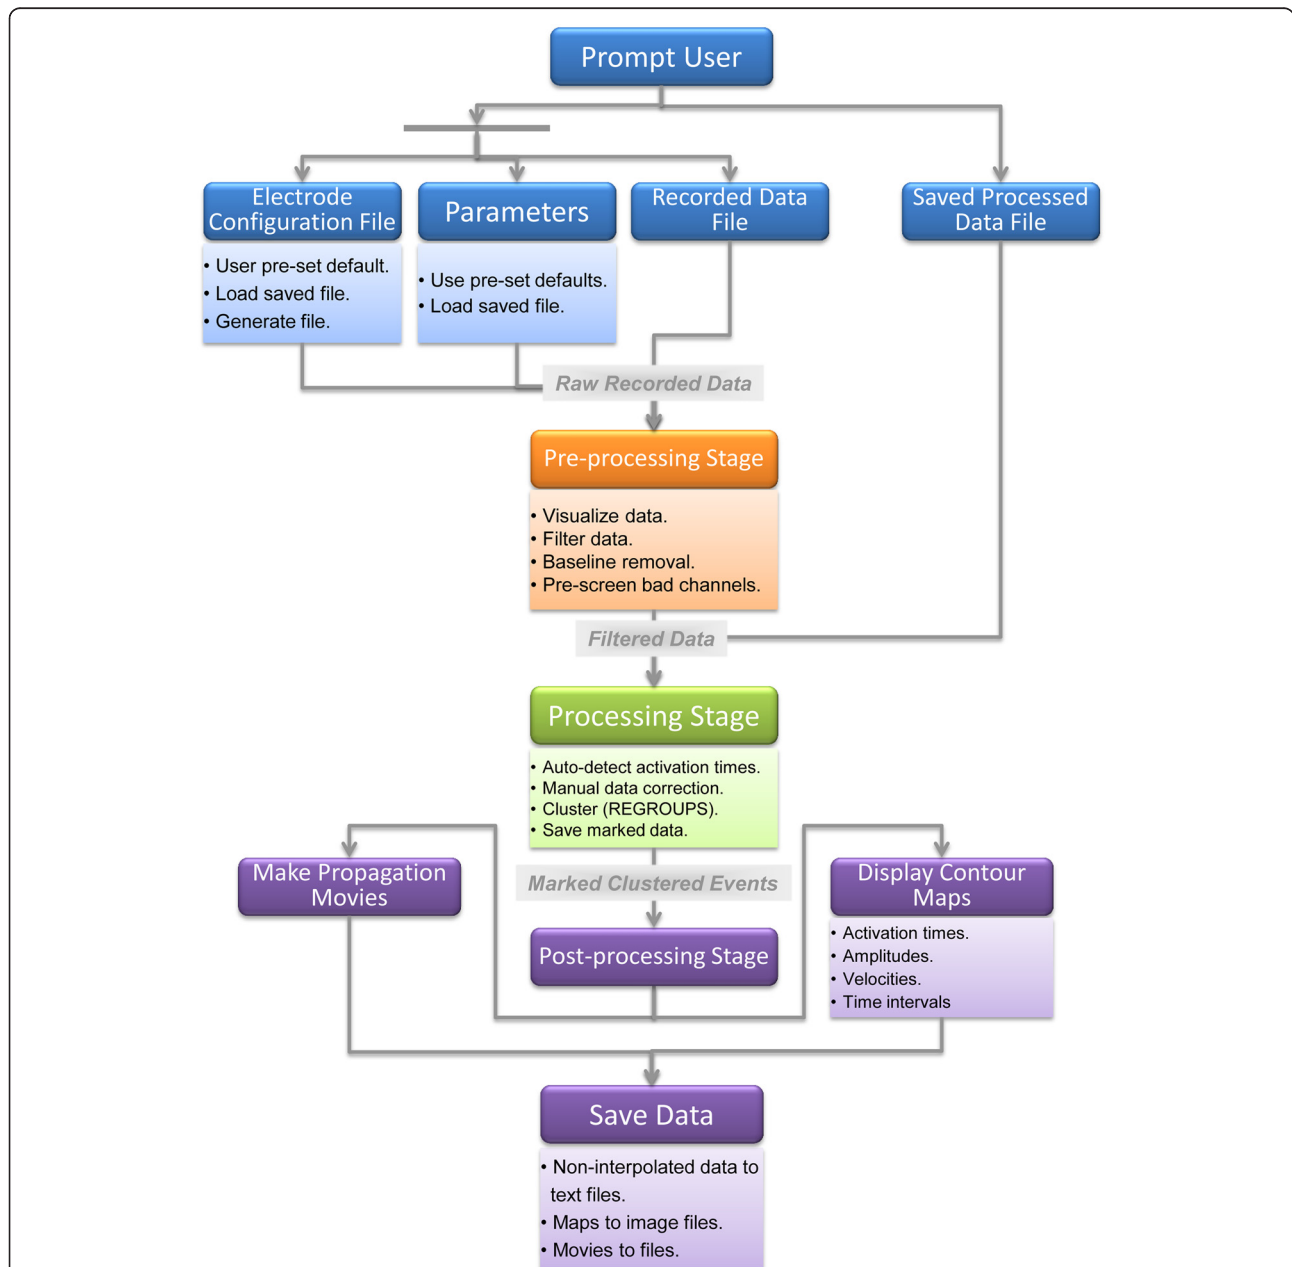 Prompt User
Electrode
Configuration File
Parameters
Recorded Data
File
Saved Processed
Data File
• User pre-set default.
• Load saved file.
• Generate file.
• Use pre-set defaults.
• Load saved file.
Raw Recorded Data
Pre-processing Stage
• Visualize data.
• Filter data.
• Baseline removal.
• Pre-screen bad channels.
Filtered Data
Processing Stage
• Auto-detect activation times.
• Manual data correction.
• Cluster (REGROUPS).
• Save marked data.
Make Propagation
Movies
Marked Clustered Events
Display Contour
Maps
• Activation times.
• Amplitudes.
• Velocities.
• Time intervals
Post-processing Stage
Save Data
• Non-interpolated data to
text files.
• Maps to image files.
• Movies to files.